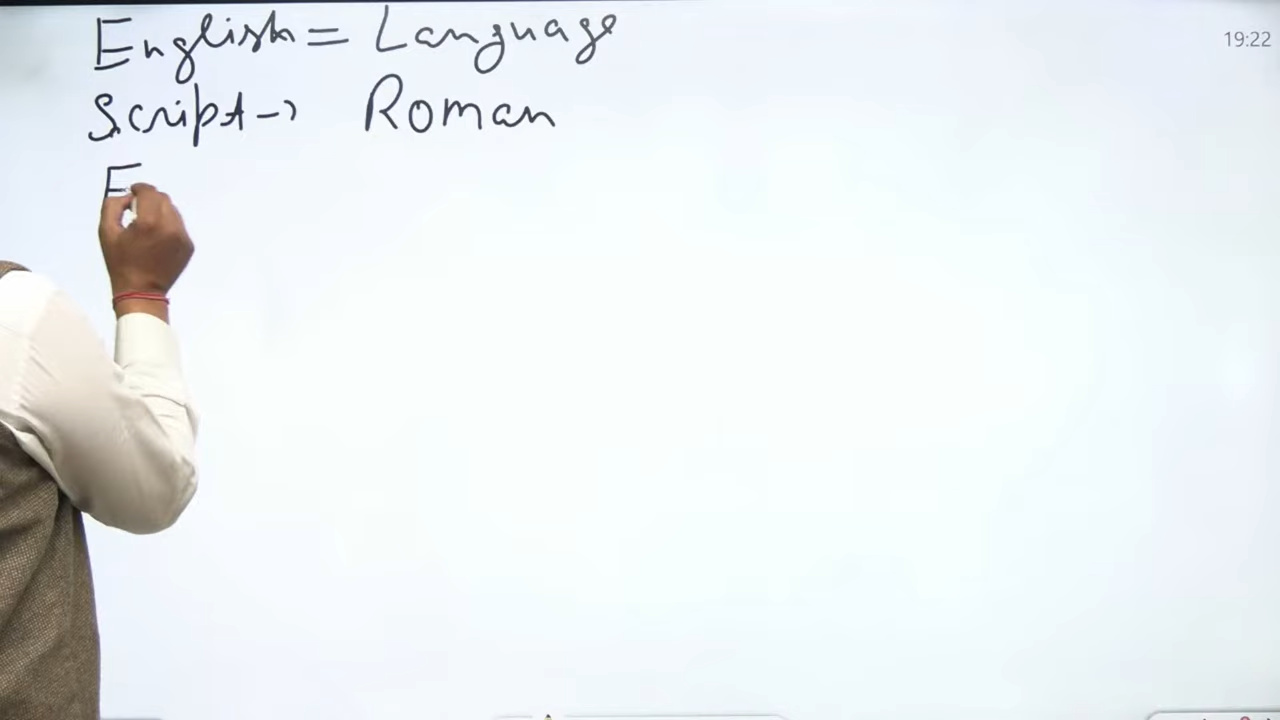 English = Language
19:22
Script → Roman
E